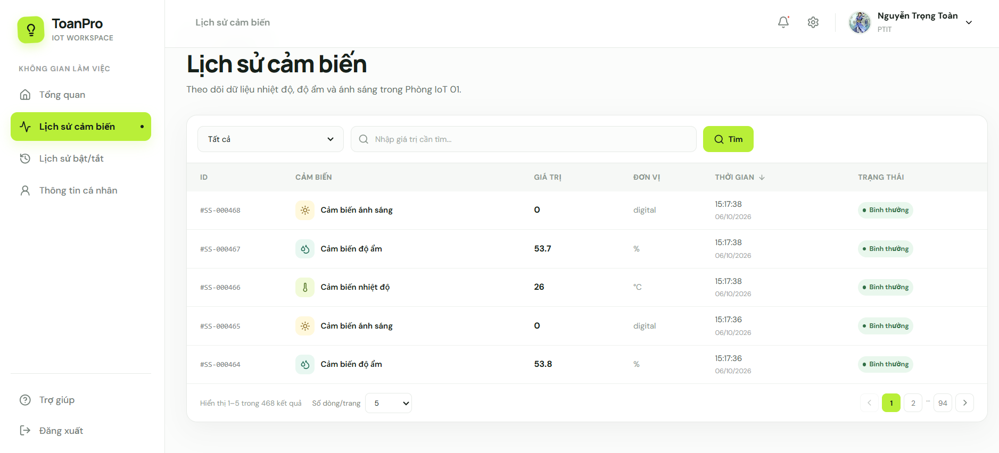 ToanPro
IOT WORKSPACE
KHÔNG GIAN LÀM VIỆC
Tổng quan
Lịch sử cảm biến
Lịch sử bật/tắt
Thông tin cá nhân
Trợ giúp
Đăng xuất
Lịch sử cảm biến
Nguyễn Trọng Toàn
PTIT
Lịch sử cảm biến
Theo dõi dữ liệu nhiệt độ, độ ẩm và ánh sáng trong Phòng IoT 01.
Tất cả
Nhập giá trị cần tìm...
Tìm
ID CẢM BIẾN GIÁ TRỊ ĐƠN VỊ THỜI GIAN ↓ TRẠNG THÁI
#SS-000468 Cảm biến ánh sáng 0 digital 15:17:38 Bình thường
06/10/2026
#SS-000467 Cảm biến độ ẩm 53.7 % 15:17:38 Bình thường
06/10/2026
#SS-000466 Cảm biến nhiệt độ 26 °C 15:17:38 Bình thường
06/10/2026
#SS-000465 Cảm biến ánh sáng 0 digital 15:17:36 Bình thường
06/10/2026
#SS-000464 Cảm biến độ ẩm 53.8 % 15:17:36 Bình thường
06/10/2026
Hiển thị 1–5 trong 468 kết quả Số dòng/trang 5
1 2 ... 94